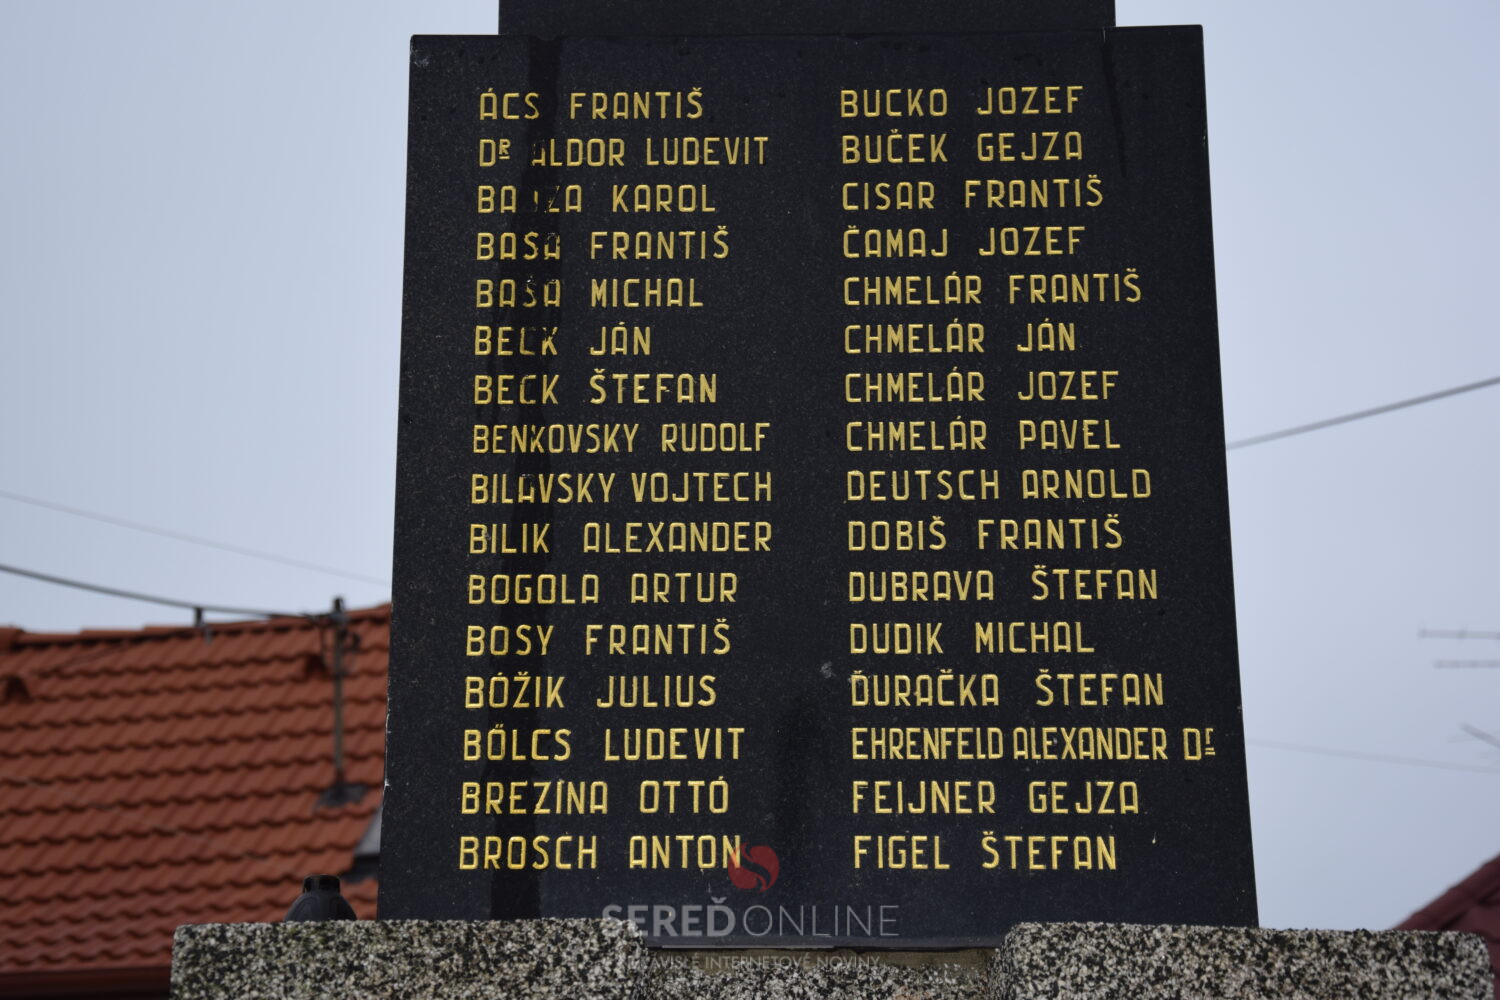 ÁCS FRANTIŠ
Dr ALDOR LUDEVIT
KAROL
BASA FRANTIŠ
BASA MICHAL
BECK JÁN
BECK ŠTEFAN
BENKOVSKY RUDOLF
BILAVSKY VOJTECH
BILIK ALEXANDER
BOGOLA ARTUR
BOSY FRANTIŠ
BÓŽIK JULIUS
BÖLCS LUDEVIT
BREZINA OTTÓ
BROSCH ANTON
BUCKO JOZEF
BUČEK GEJZA
CISAR FRANTIŠ
ČAMAJ JOZEF
CHMELÁR FRANTIŠ
CHMELÁR JÁN
CHMELÁR JOZEF
CHMELÁR PAVEL
DEUTSCH ARNOLD
DOBIŠ FRANTIŠ
DUBRAVA ŠTEFAN
DUDIK MICHAL
ĎURAČKA ŠTEFAN
EHRENFELD ALEXANDER Dr
FEIJNER GEJZA
FIGEL ŠTEFAN
SEREĎONLINE
INTERNETOVÉ NOVINY